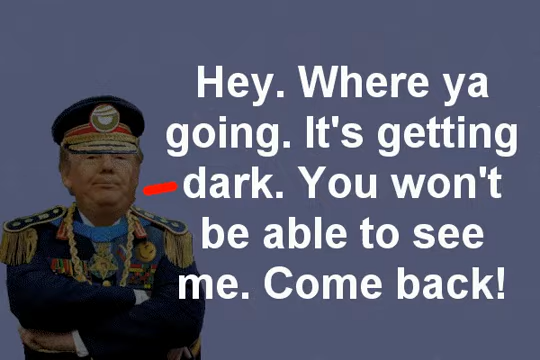 Hey. Where ya
going. It's getting
dark. You won't
be able to see
me. Come back!